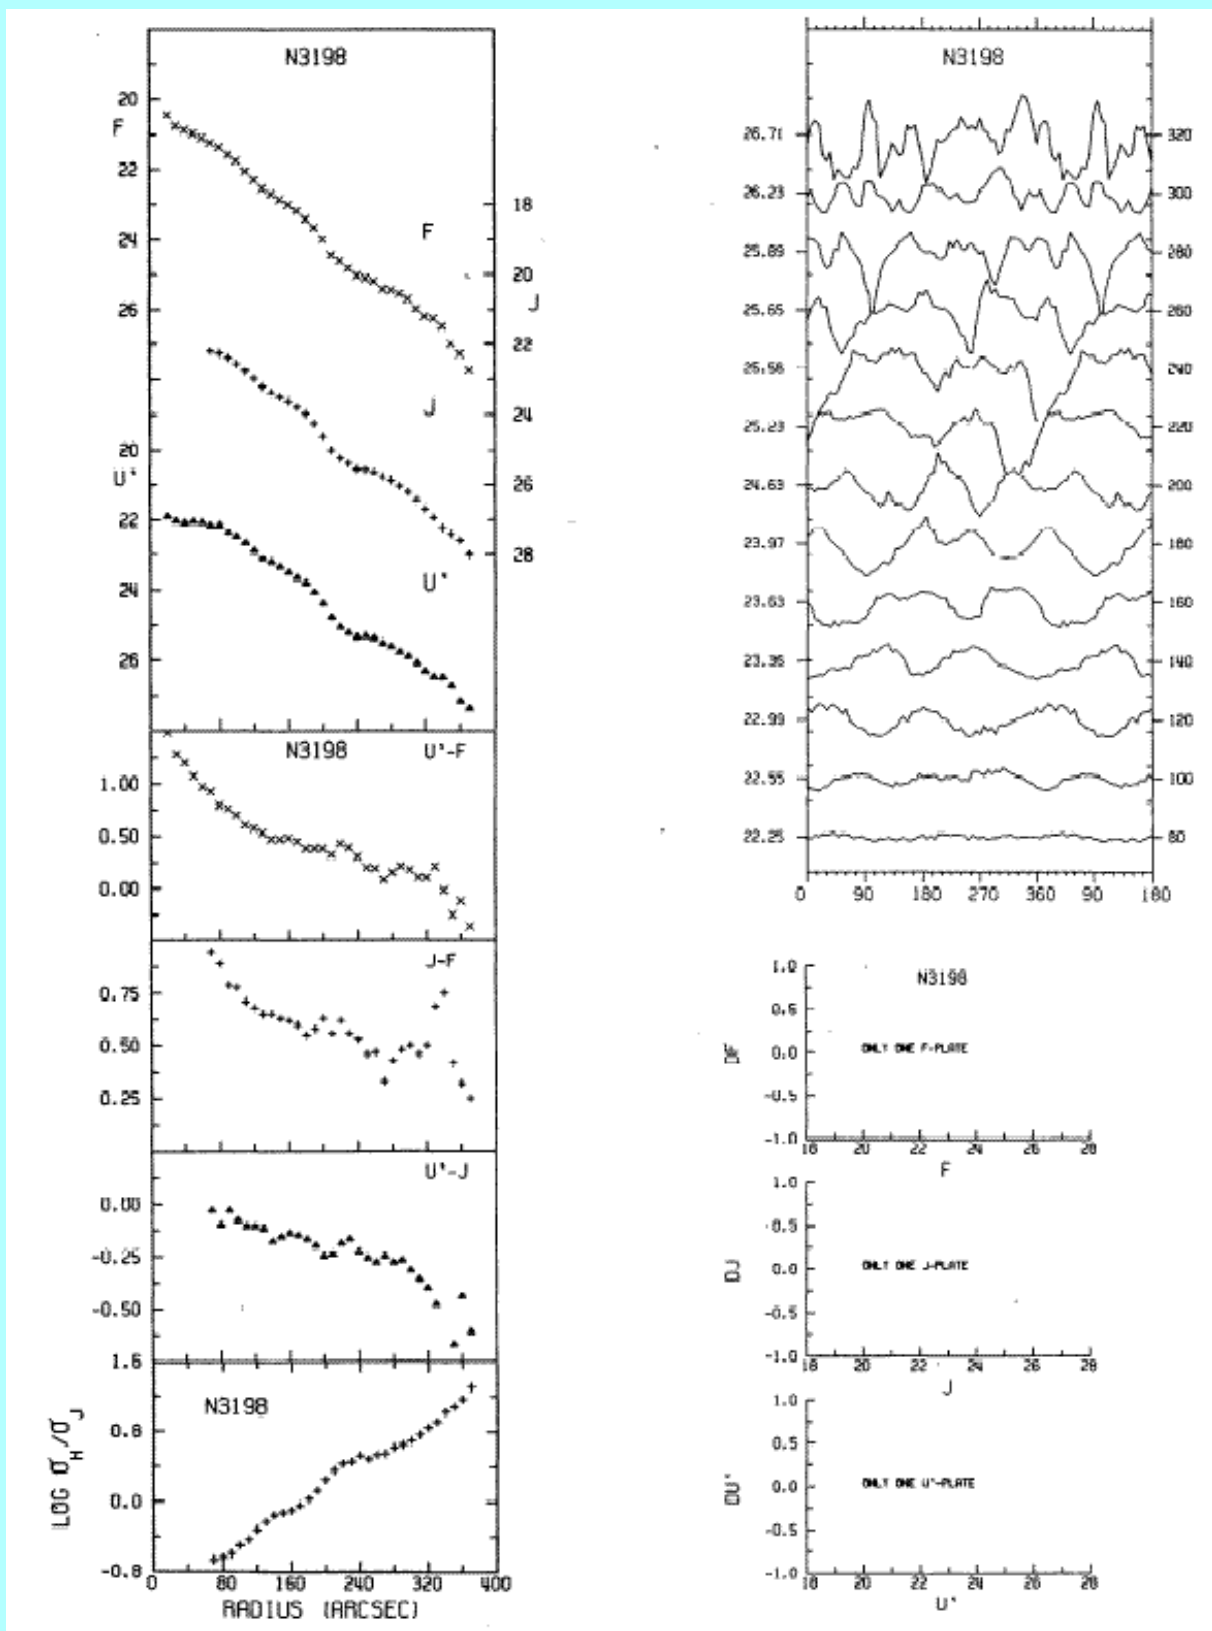 N3198
20
F
22
18
24
F
20
J
26
22
J
24
20
U'
26
22
28
U'
24
26
N3198 U'-F
1.00
0.50
0.00
J-F
0.75
0.50
0.25
U'-J
0.00
-0.25
-0.50
1.6
N3198
LOG σH/σJ
0.8
0.0
-0.8
0 80 160 240 320 400
RADIUS (ARCSEC)
N3198
26.71 320
26.23 300
25.89 280
25.65 260
25.56 240
25.23 220
24.63 200
23.97 180
23.63 160
23.35 140
22.99 120
22.55 100
22.25 80
0 90 180 270 360 90 180
N3198
1.0
0.5
DF 0.0 ONLY ONE F-PLATE
-0.5
-1.0
18 20 22 24 26 28
F
1.0
0.5
DJ 0.0 ONLY ONE J-PLATE
-0.5
-1.0
18 20 22 24 26 28
J
1.0
0.5
DU' 0.0 ONLY ONE U'-PLATE
-0.5
-1.0
18 20 22 24 26 28
U'